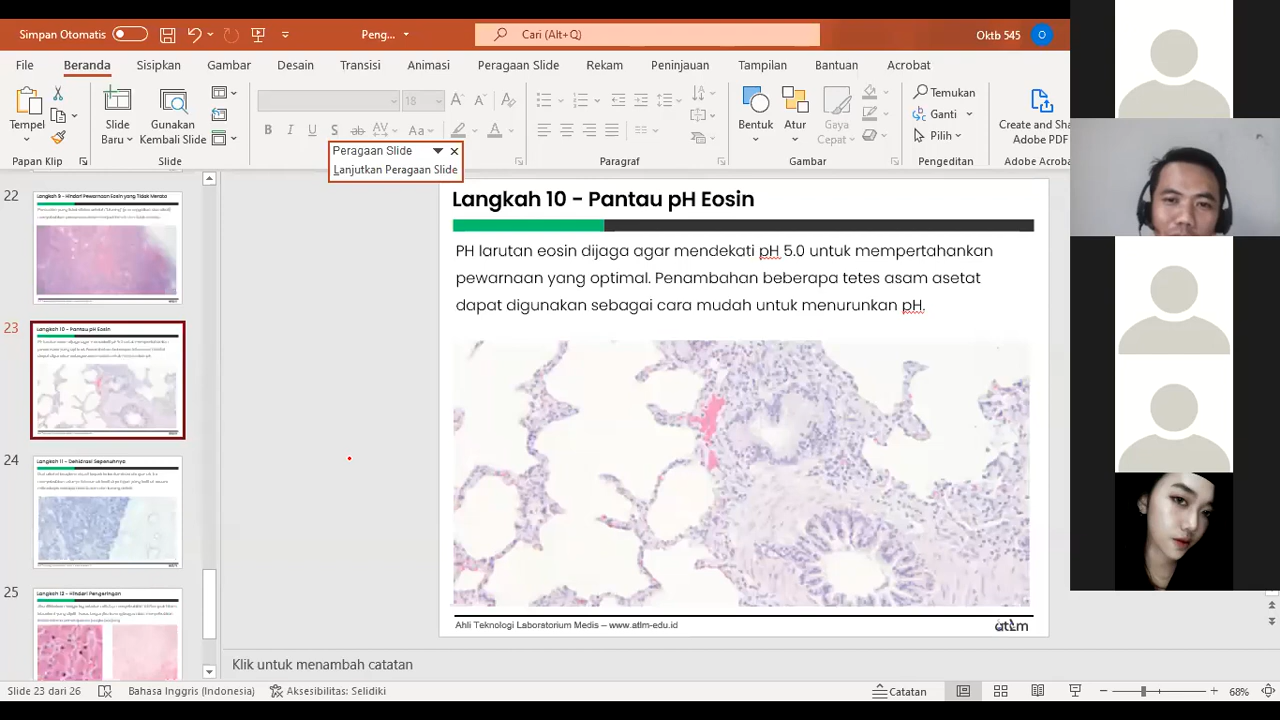 Simpan Otomatis
Peng...
Cari (Alt+Q)
Oktb 545
O
File
Beranda
Sisipkan
Gambar
Desain
Transisi
Animasi
Peragaan Slide
Rekam
Peninjauan
Tampilan
Bantuan
Acrobat
Tempel
Slide
Baru
Gunakan
Kembali Slide
18
Bentuk
Atur
Gaya
Cepat
Temukan
Ganti
Pilih
Create and Sha
Adobe PDF
Papan Klip
Slide
Paragraf
Gambar
Pengeditan
Adobe Acroba
Peragaan Slide
Lanjutkan Peragaan Slide
22
Langkah 9 - Hindari Pewarnaan Eosin yang Tidak Merata
23
Langkah 10 - Pantau pH Eosin
24
Langkah 11 - Dehidrasi Sepenuhnya
25
Langkah 12 - Hindari Pengeringan
Langkah 10 - Pantau pH Eosin
PH larutan eosin dijaga agar mendekati pH 5.0 untuk mempertahankan
pewarnaan yang optimal. Penambahan beberapa tetes asam asetat
dapat digunakan sebagai cara mudah untuk menurunkan pH.
Ahli Teknologi Laboratorium Medis – www.atlm-edu.id
atlm
Klik untuk menambah catatan
Slide 23 dari 26
Bahasa Inggris (Indonesia)
Aksesibilitas: Selidiki
Catatan
68%